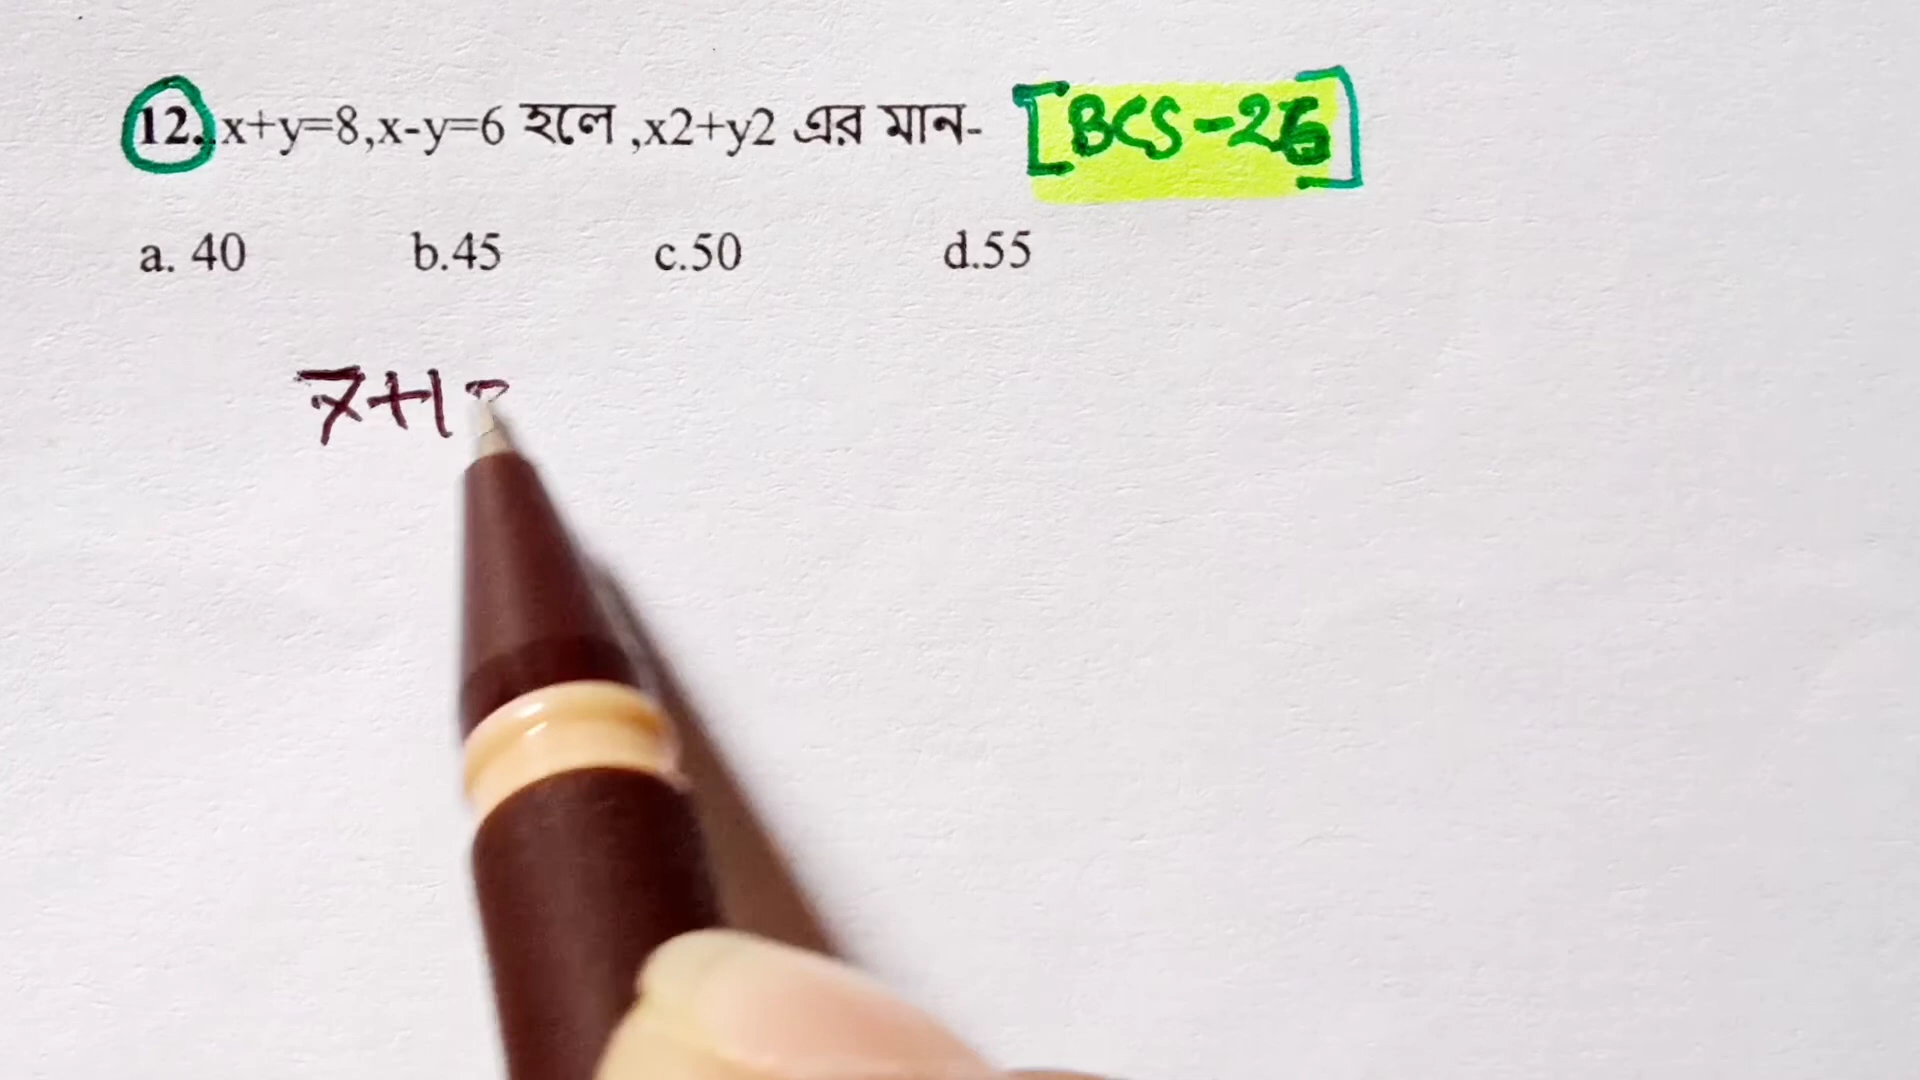 12. x+y=8,x-y=6 হলে ,x2+y2 এর মান- [BCS-26]
a. 40 b.45 c.50 d.55
7+1